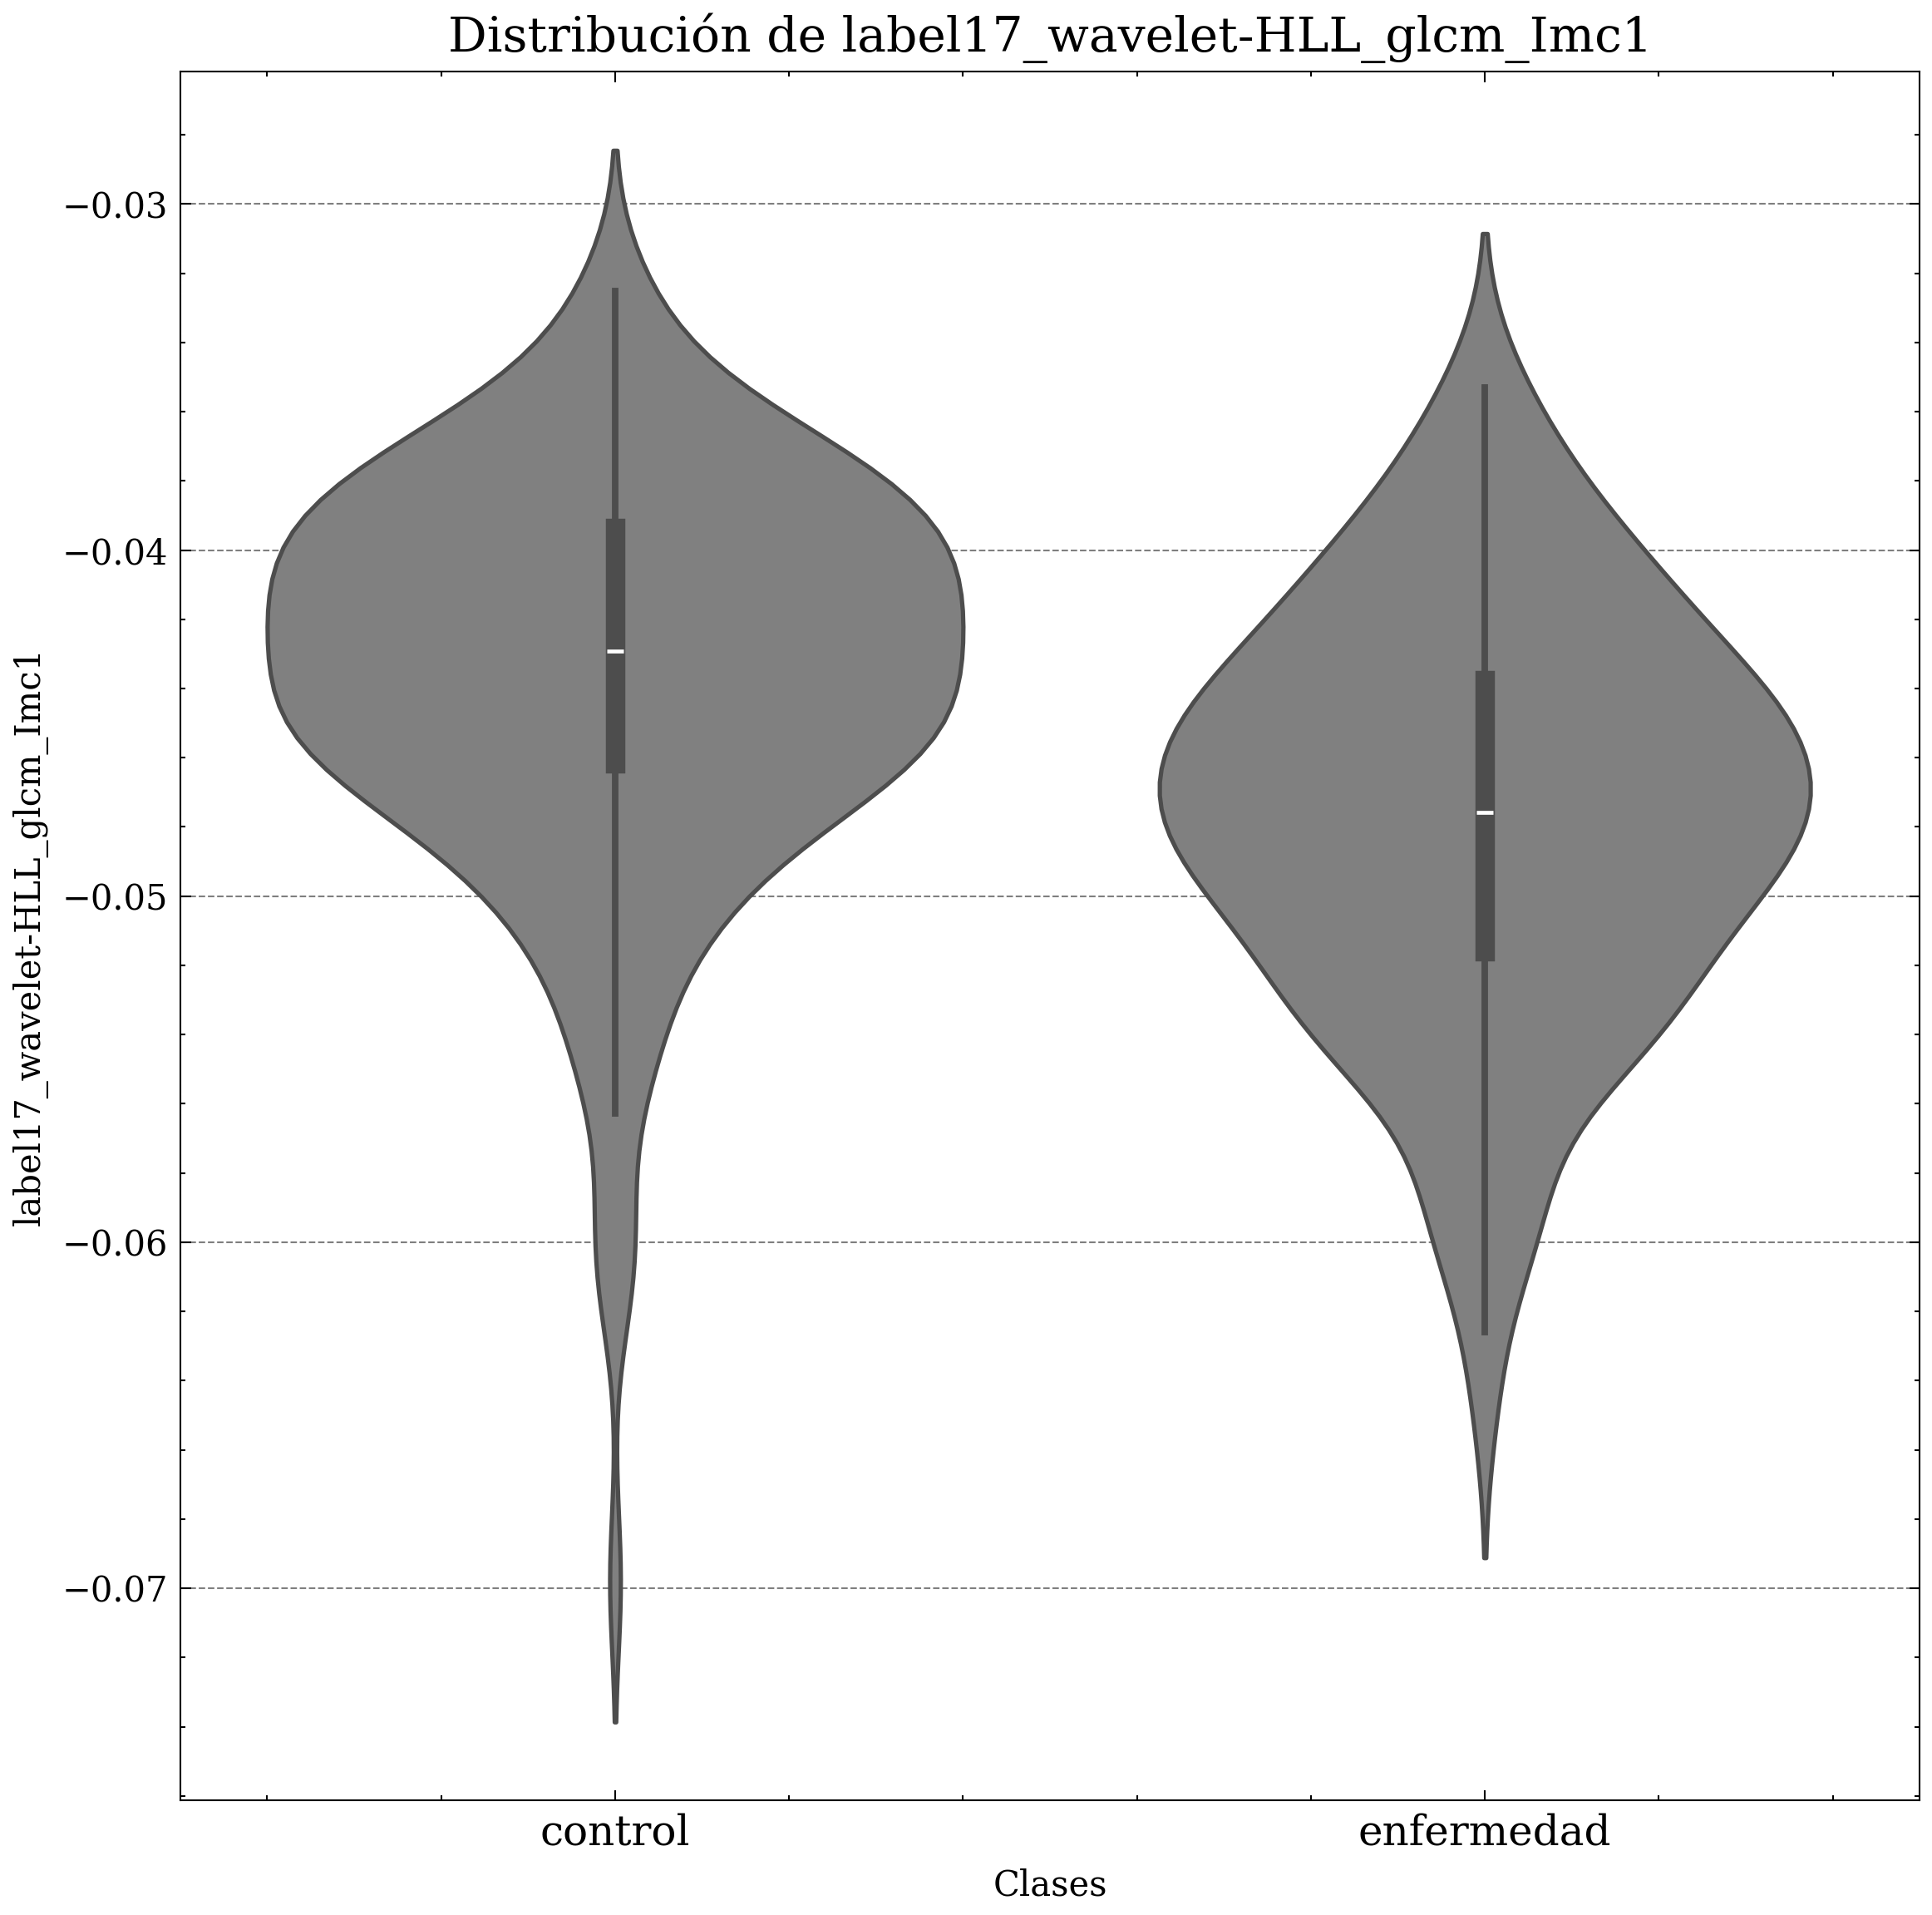 Distribución de label17_wavelet-HLL_glcm_Imc1
label17_wavelet-HLL_glcm_Imc1
−0.03
−0.04
−0.05
−0.06
−0.07
control
enfermedad
Clases